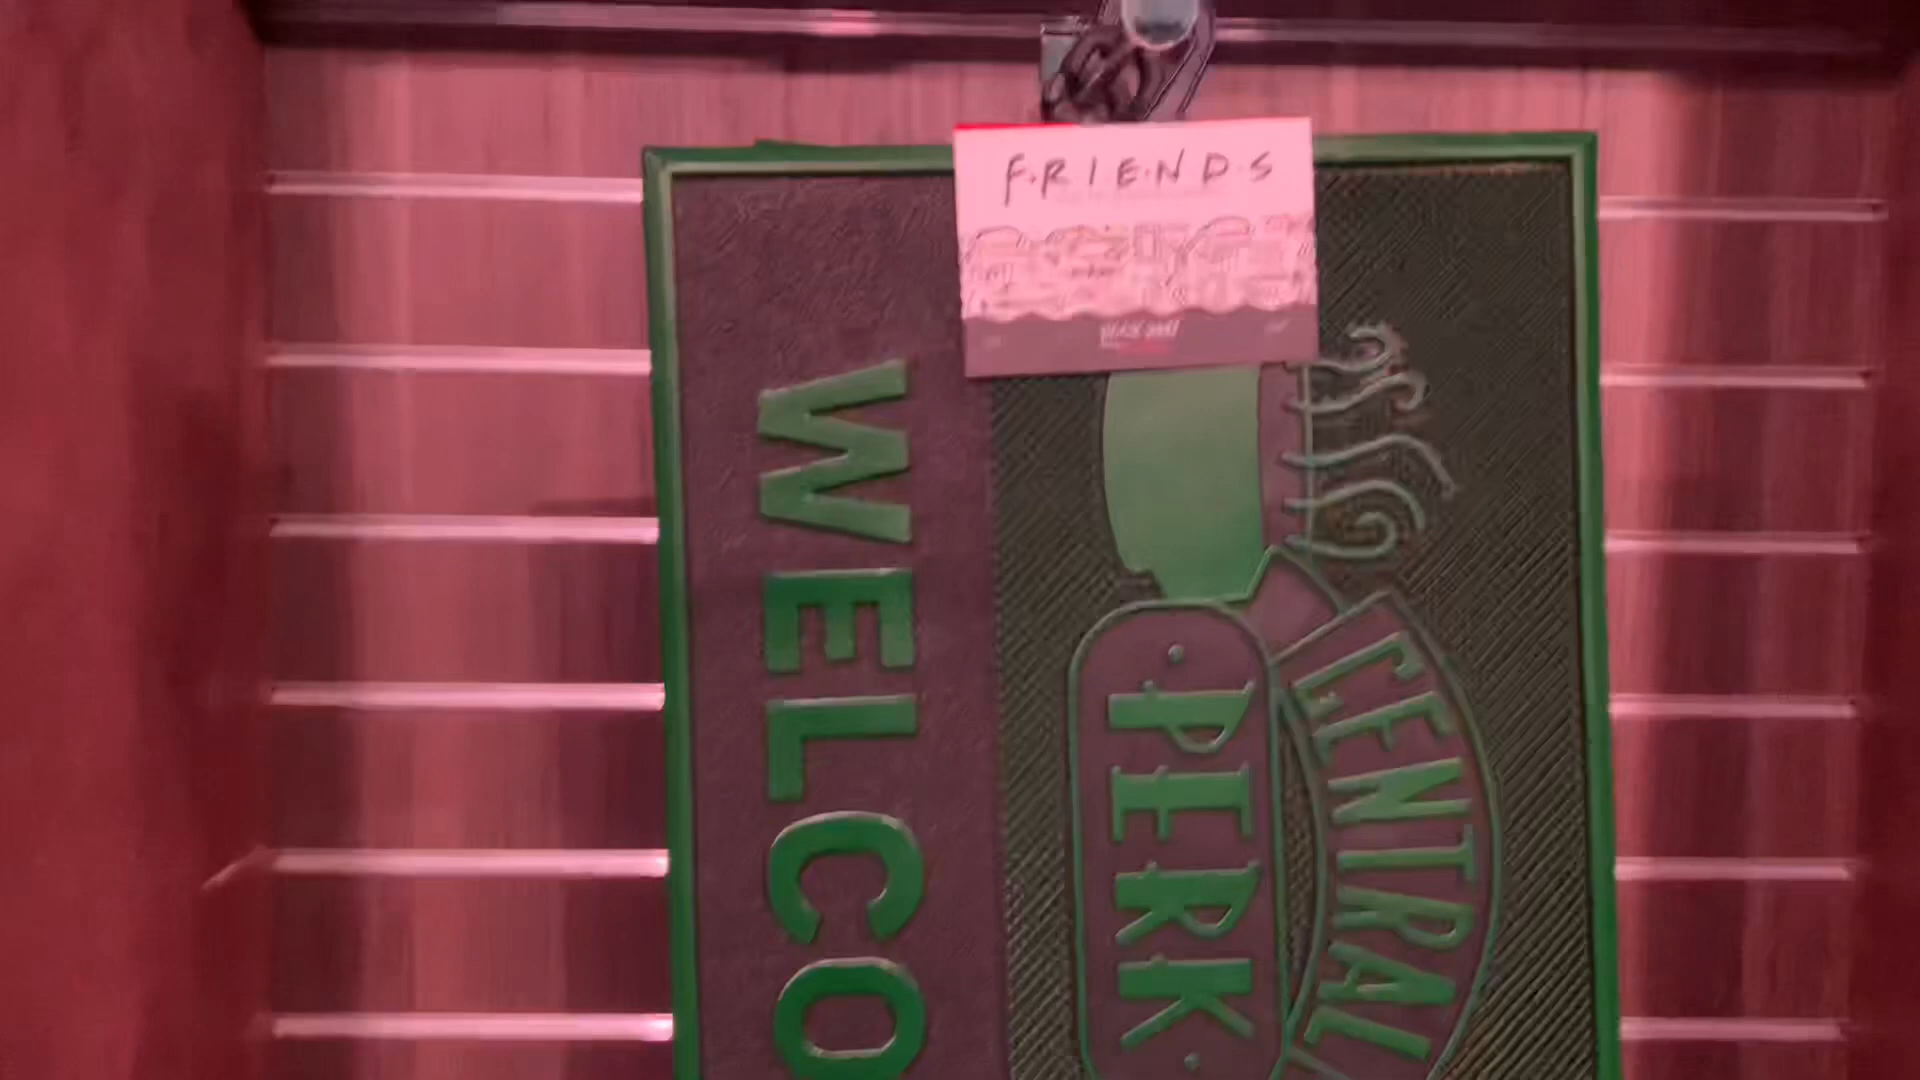 F.R.I.E.N.D.S
CENTRAL
• PERK •
WELCO